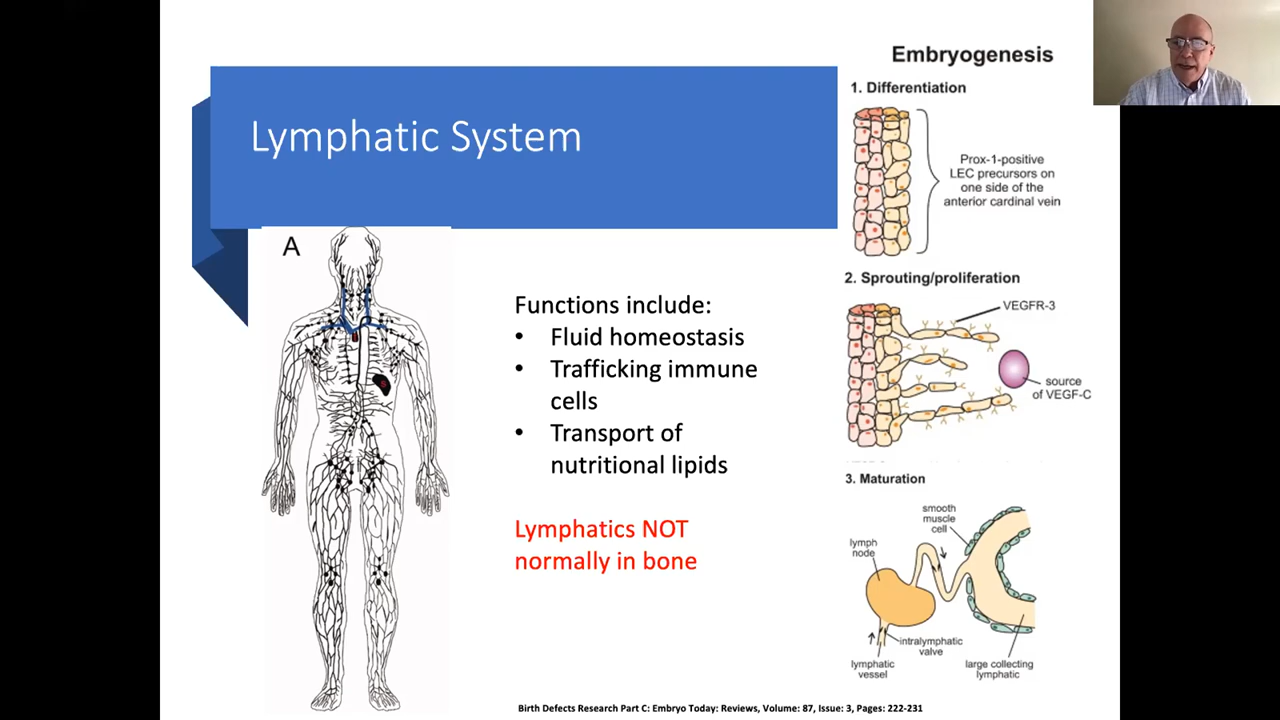 Lymphatic System
A
Functions include:
• Fluid homeostasis
• Trafficking immune
cells
• Transport of
nutritional lipids
Lymphatics NOT
normally in bone
Embryogenesis
1. Differentiation
Prox-1-positive
LEC precursors on
one side of the
anterior cardinal vein
2. Sprouting/proliferation
VEGFR-3
source
of VEGF-C
3. Maturation
smooth
muscle
cell
lymph
node
intralymphatic
valve
lymphatic
vessel
large collecting
lymphatic
Birth Defects Research Part C: Embryo Today: Reviews, Volume: 87, Issue: 3, Pages: 222-231